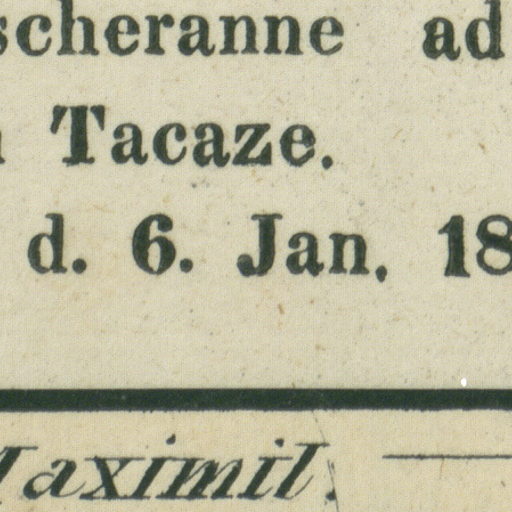 scheranne ad
Tacaze.
d. 6. Jan. 18
Maximil.